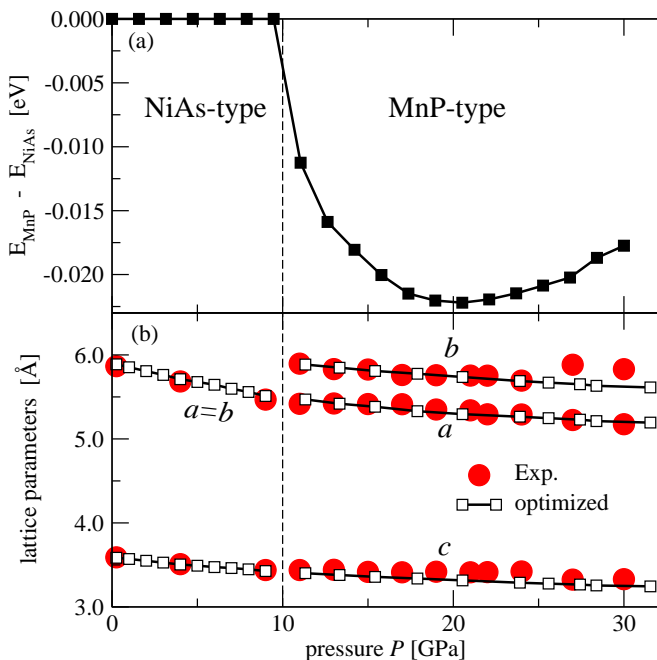 0.000
(a)
-0.005
NiAs-type
MnP-type
-0.010
-0.015
-0.020
E_MnP - E_NiAs [eV]
(b)
6.0
b
a=b
a
5.0
Exp.
optimized
4.0
c
3.0
lattice parameters [Å]
0
10
20
30
pressure P [GPa]